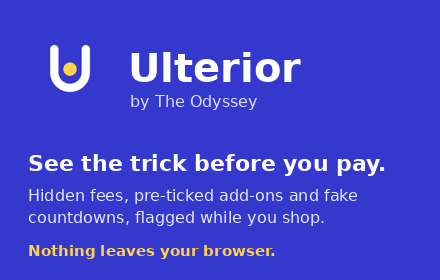 Ulterior
by The Odyssey
See the trick before you pay.
Hidden fees, pre-ticked add-ons and fake
countdowns, flagged while you shop.
Nothing leaves your browser.